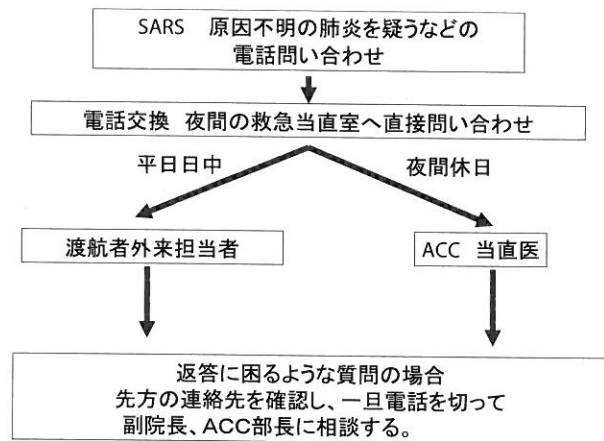 SARS 原因不明の肺炎を疑うなどの
電話問い合わせ
電話交換 夜間の救急当直室へ直接問い合わせ
平日日中
夜間休日
渡航者外来担当者
ACC 当直医
返答に困るような質問の場合
先方の連絡先を確認し、一旦電話を切って
副院長、ACC部長に相談する。